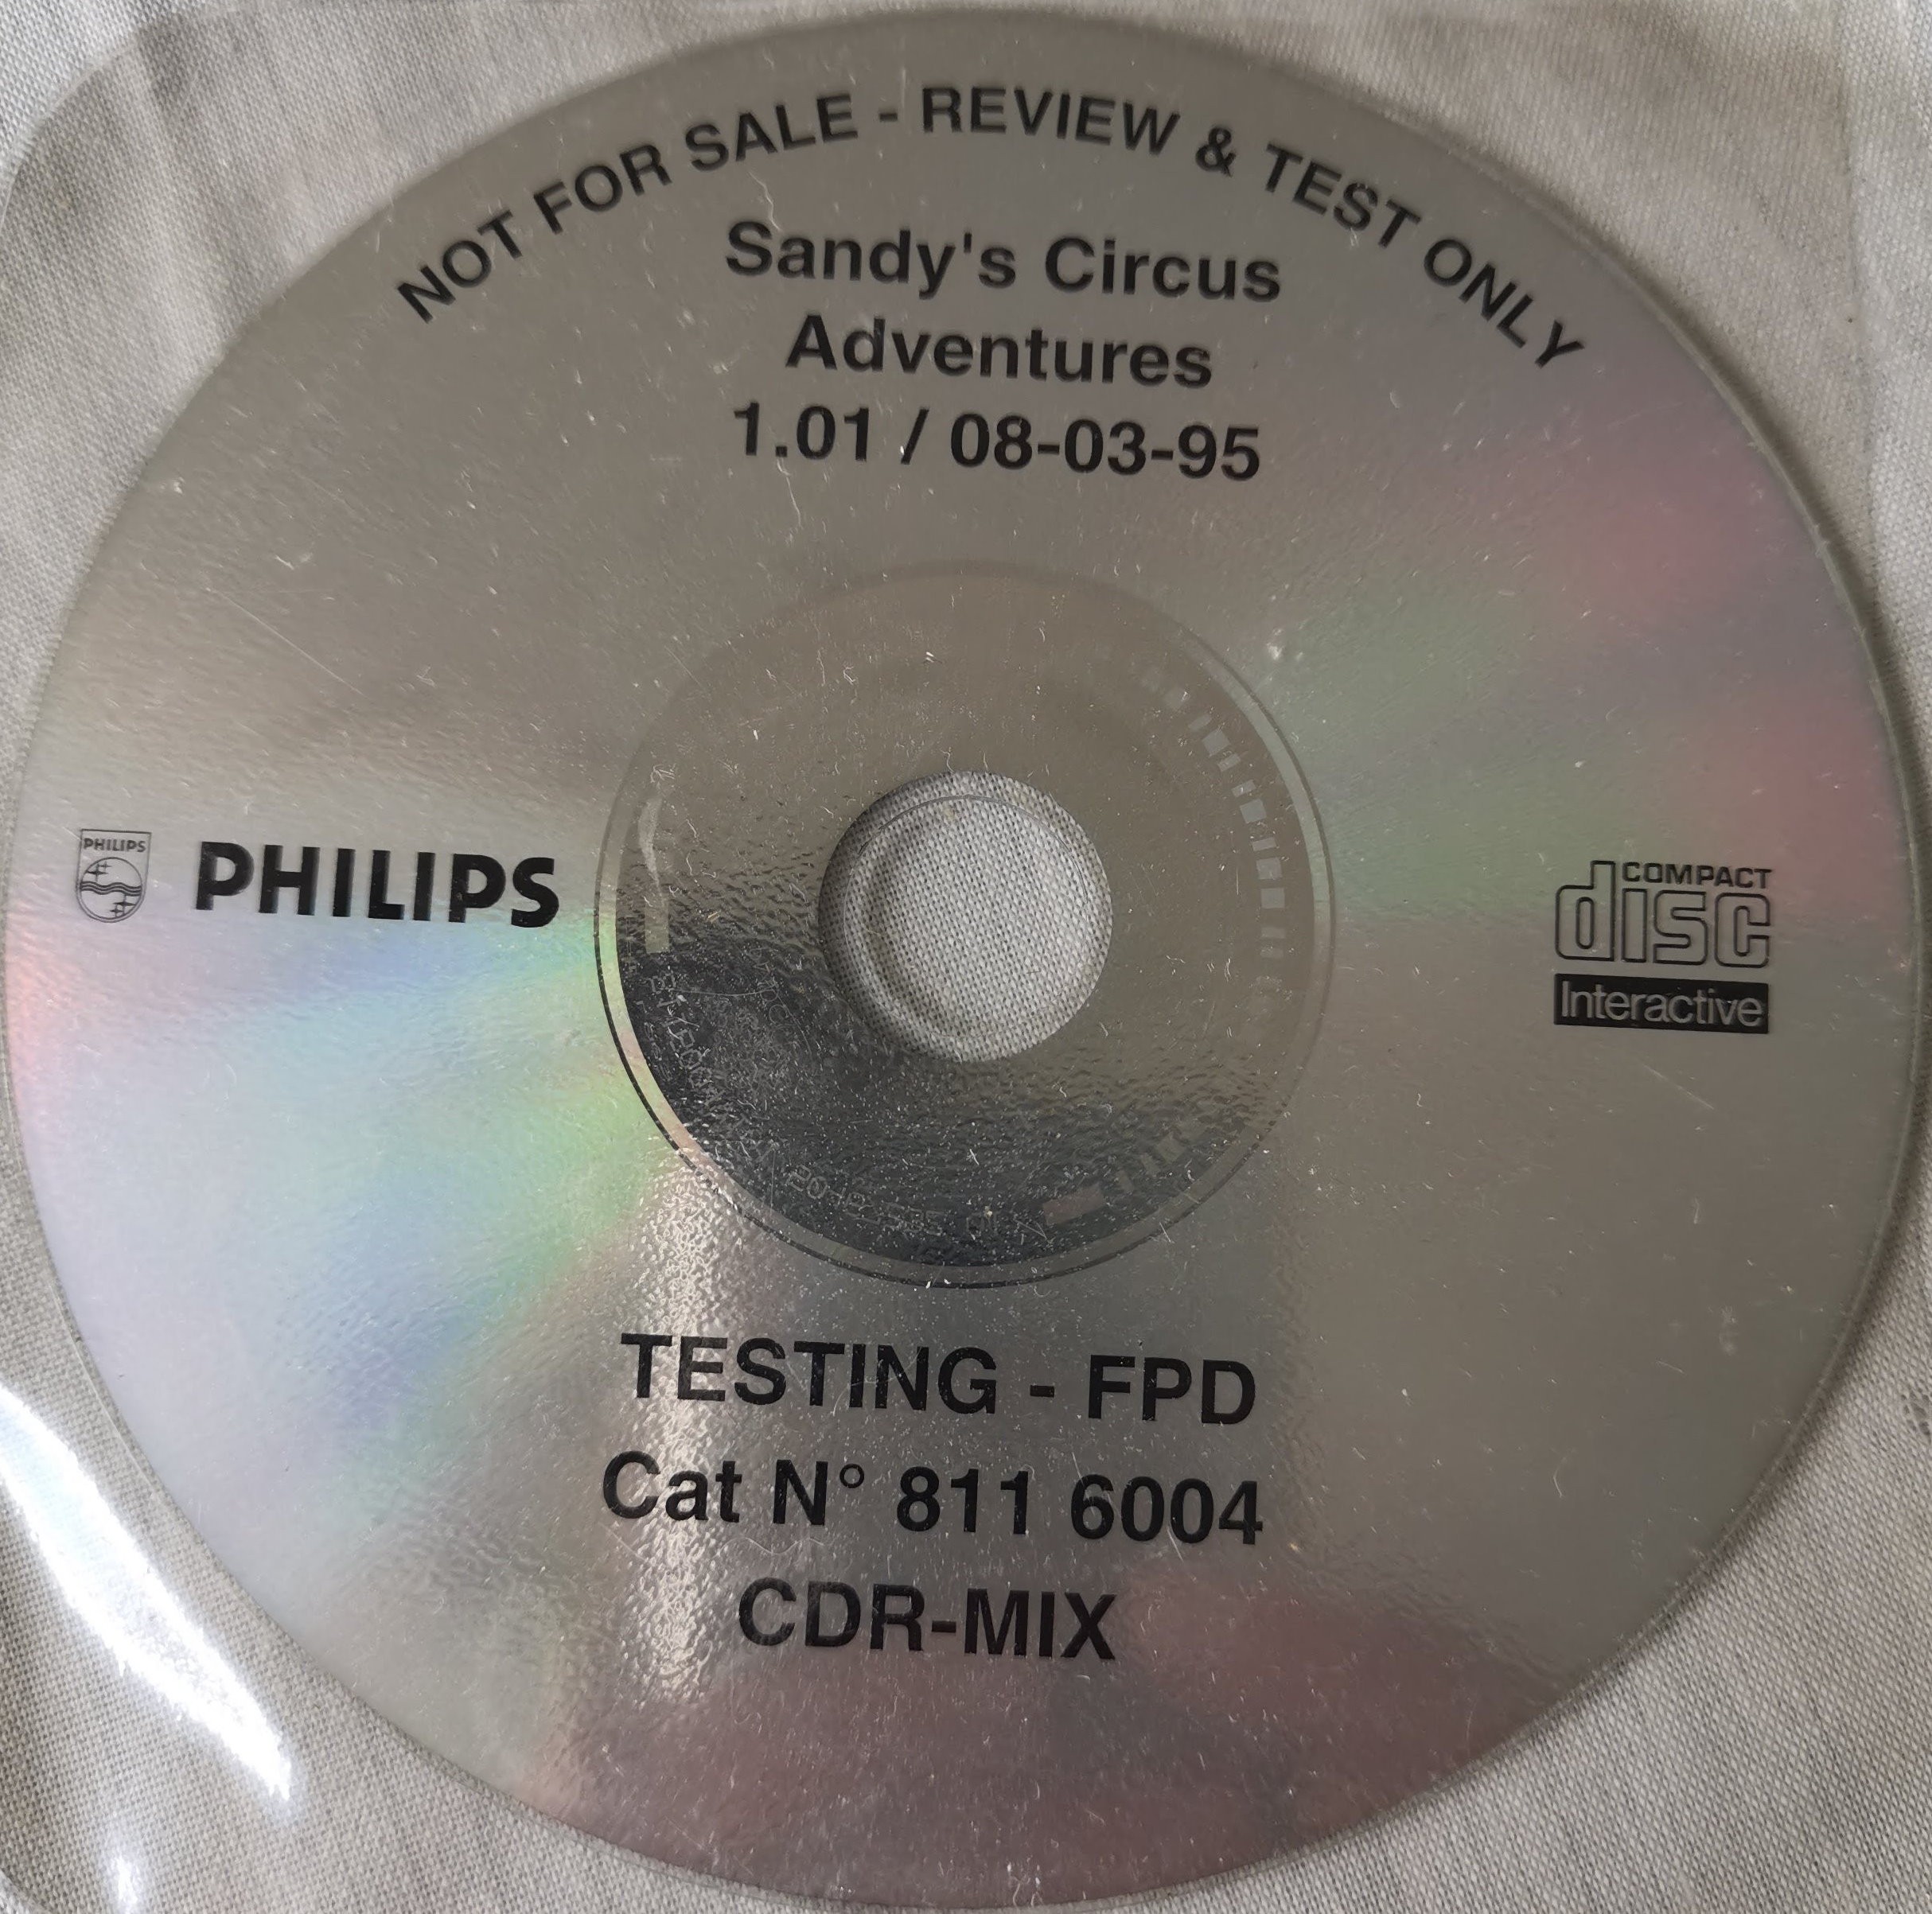 NOT FOR SALE - REVIEW & TEST ONLY
Sandy's Circus
Adventures
1.01 / 08-03-95
PHILIPS
PHILIPS
COMPACT
disc
Interactive
TESTING - FPD
Cat N° 811 6004
CDR-MIX